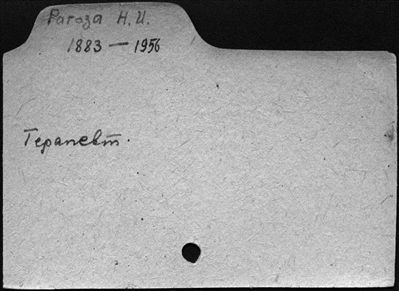 Рагоза Н. И.
1883 — 1956
Терапевт.